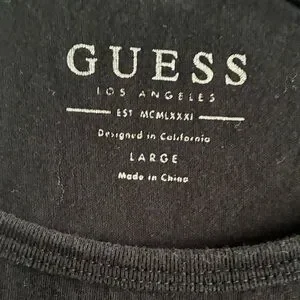 GUESS
LOS ANGELES
EST MCMLXXXI
Designed in California
LARGE
Made in China